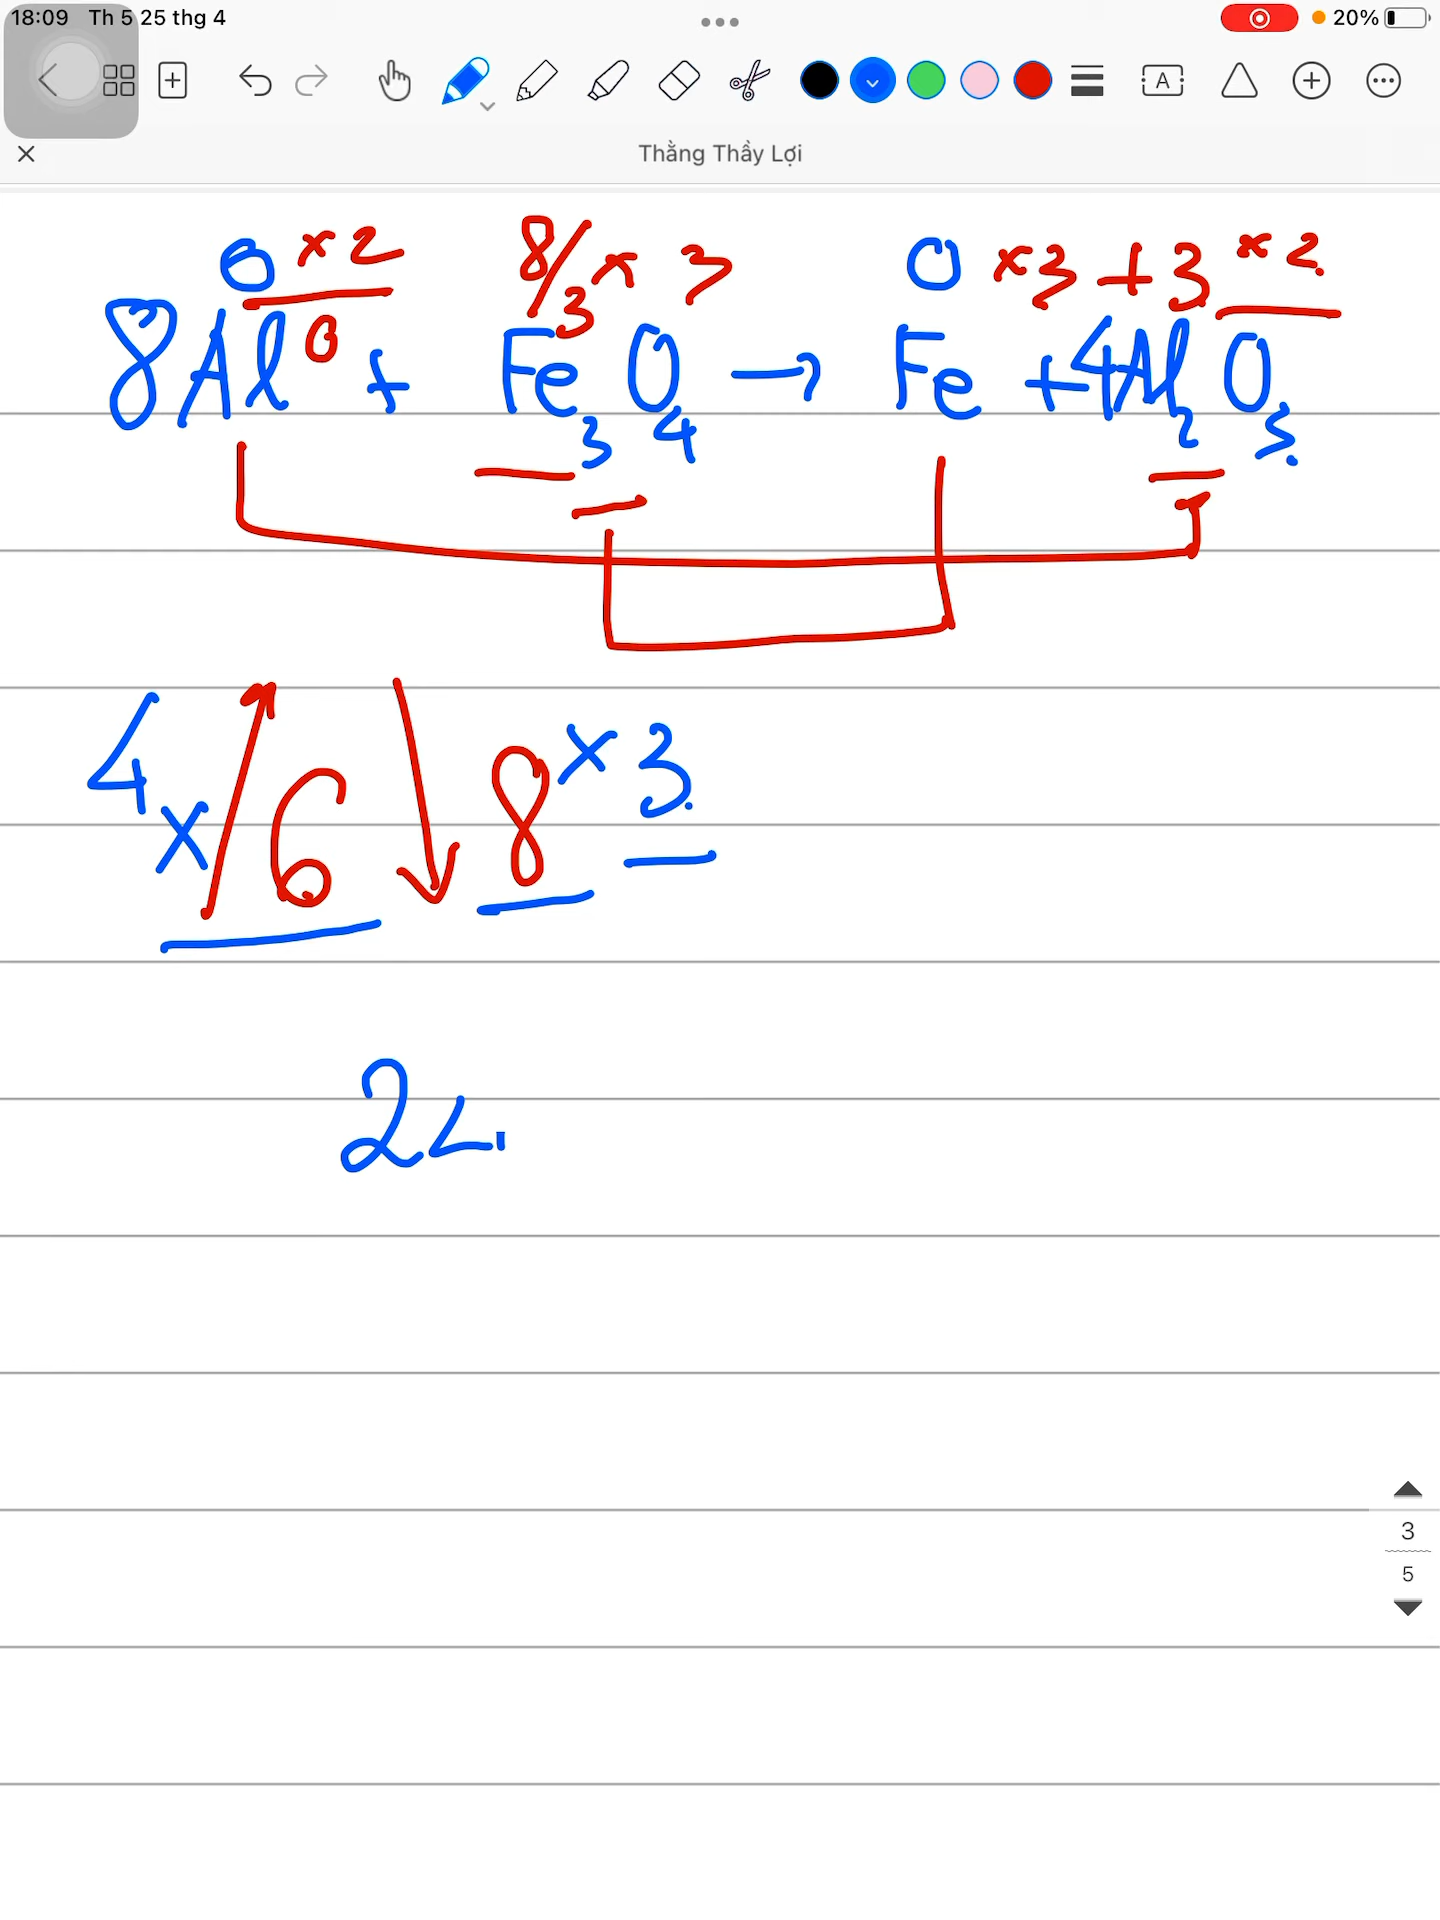 18:09 Th 5 25 thg 4 20%
A
Thằng Thầy Lợi
0 ×2 8/3 × 3 0 ×3 + 3 ×2
8Al⁰ + Fe₃O₄ → Fe + 4Al₂O₃
4 × 6 8 × 3
24
3
5